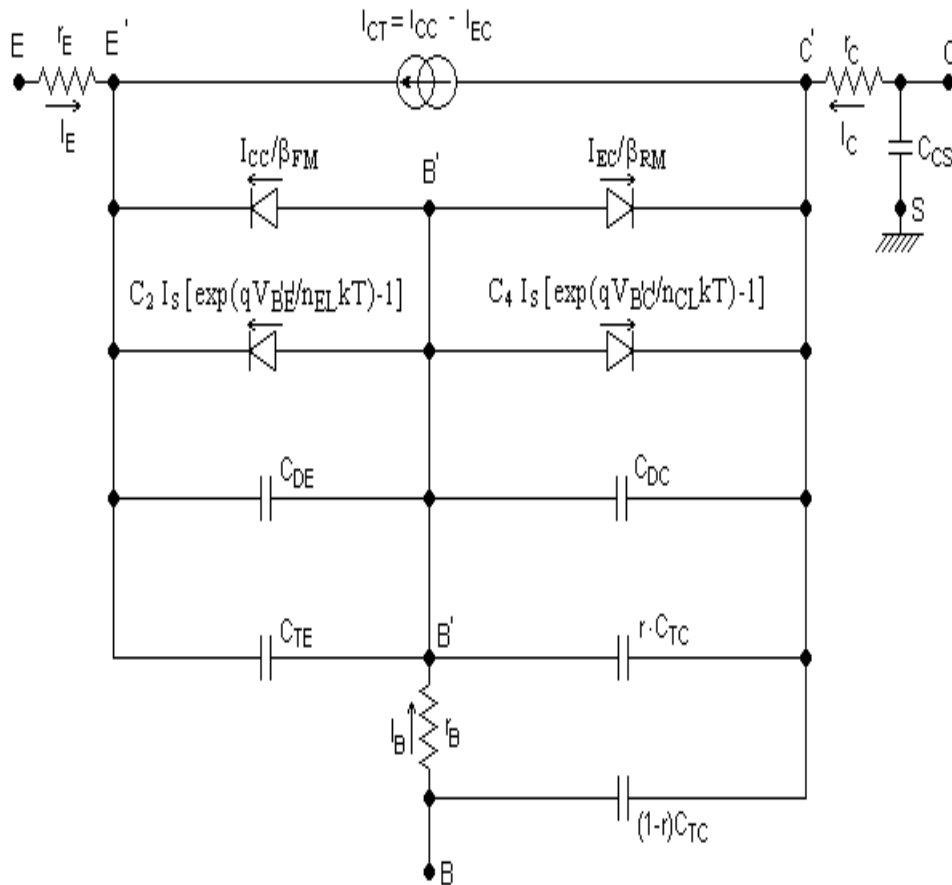 I_CT = I_CC - I_EC
E r_E E' C' r_C C
I_E I_C
C_CS
I_CC/β_FM B' I_EC/β_RM
S
C_2 I_S [exp(qV_B'E'/n_EL kT)-1] C_4 I_S [exp(qV_B'C'/n_CL kT)-1]
C_DE C_DC
C_TE B' r · C_TC
I_B r_B
(1-r)C_TC
B